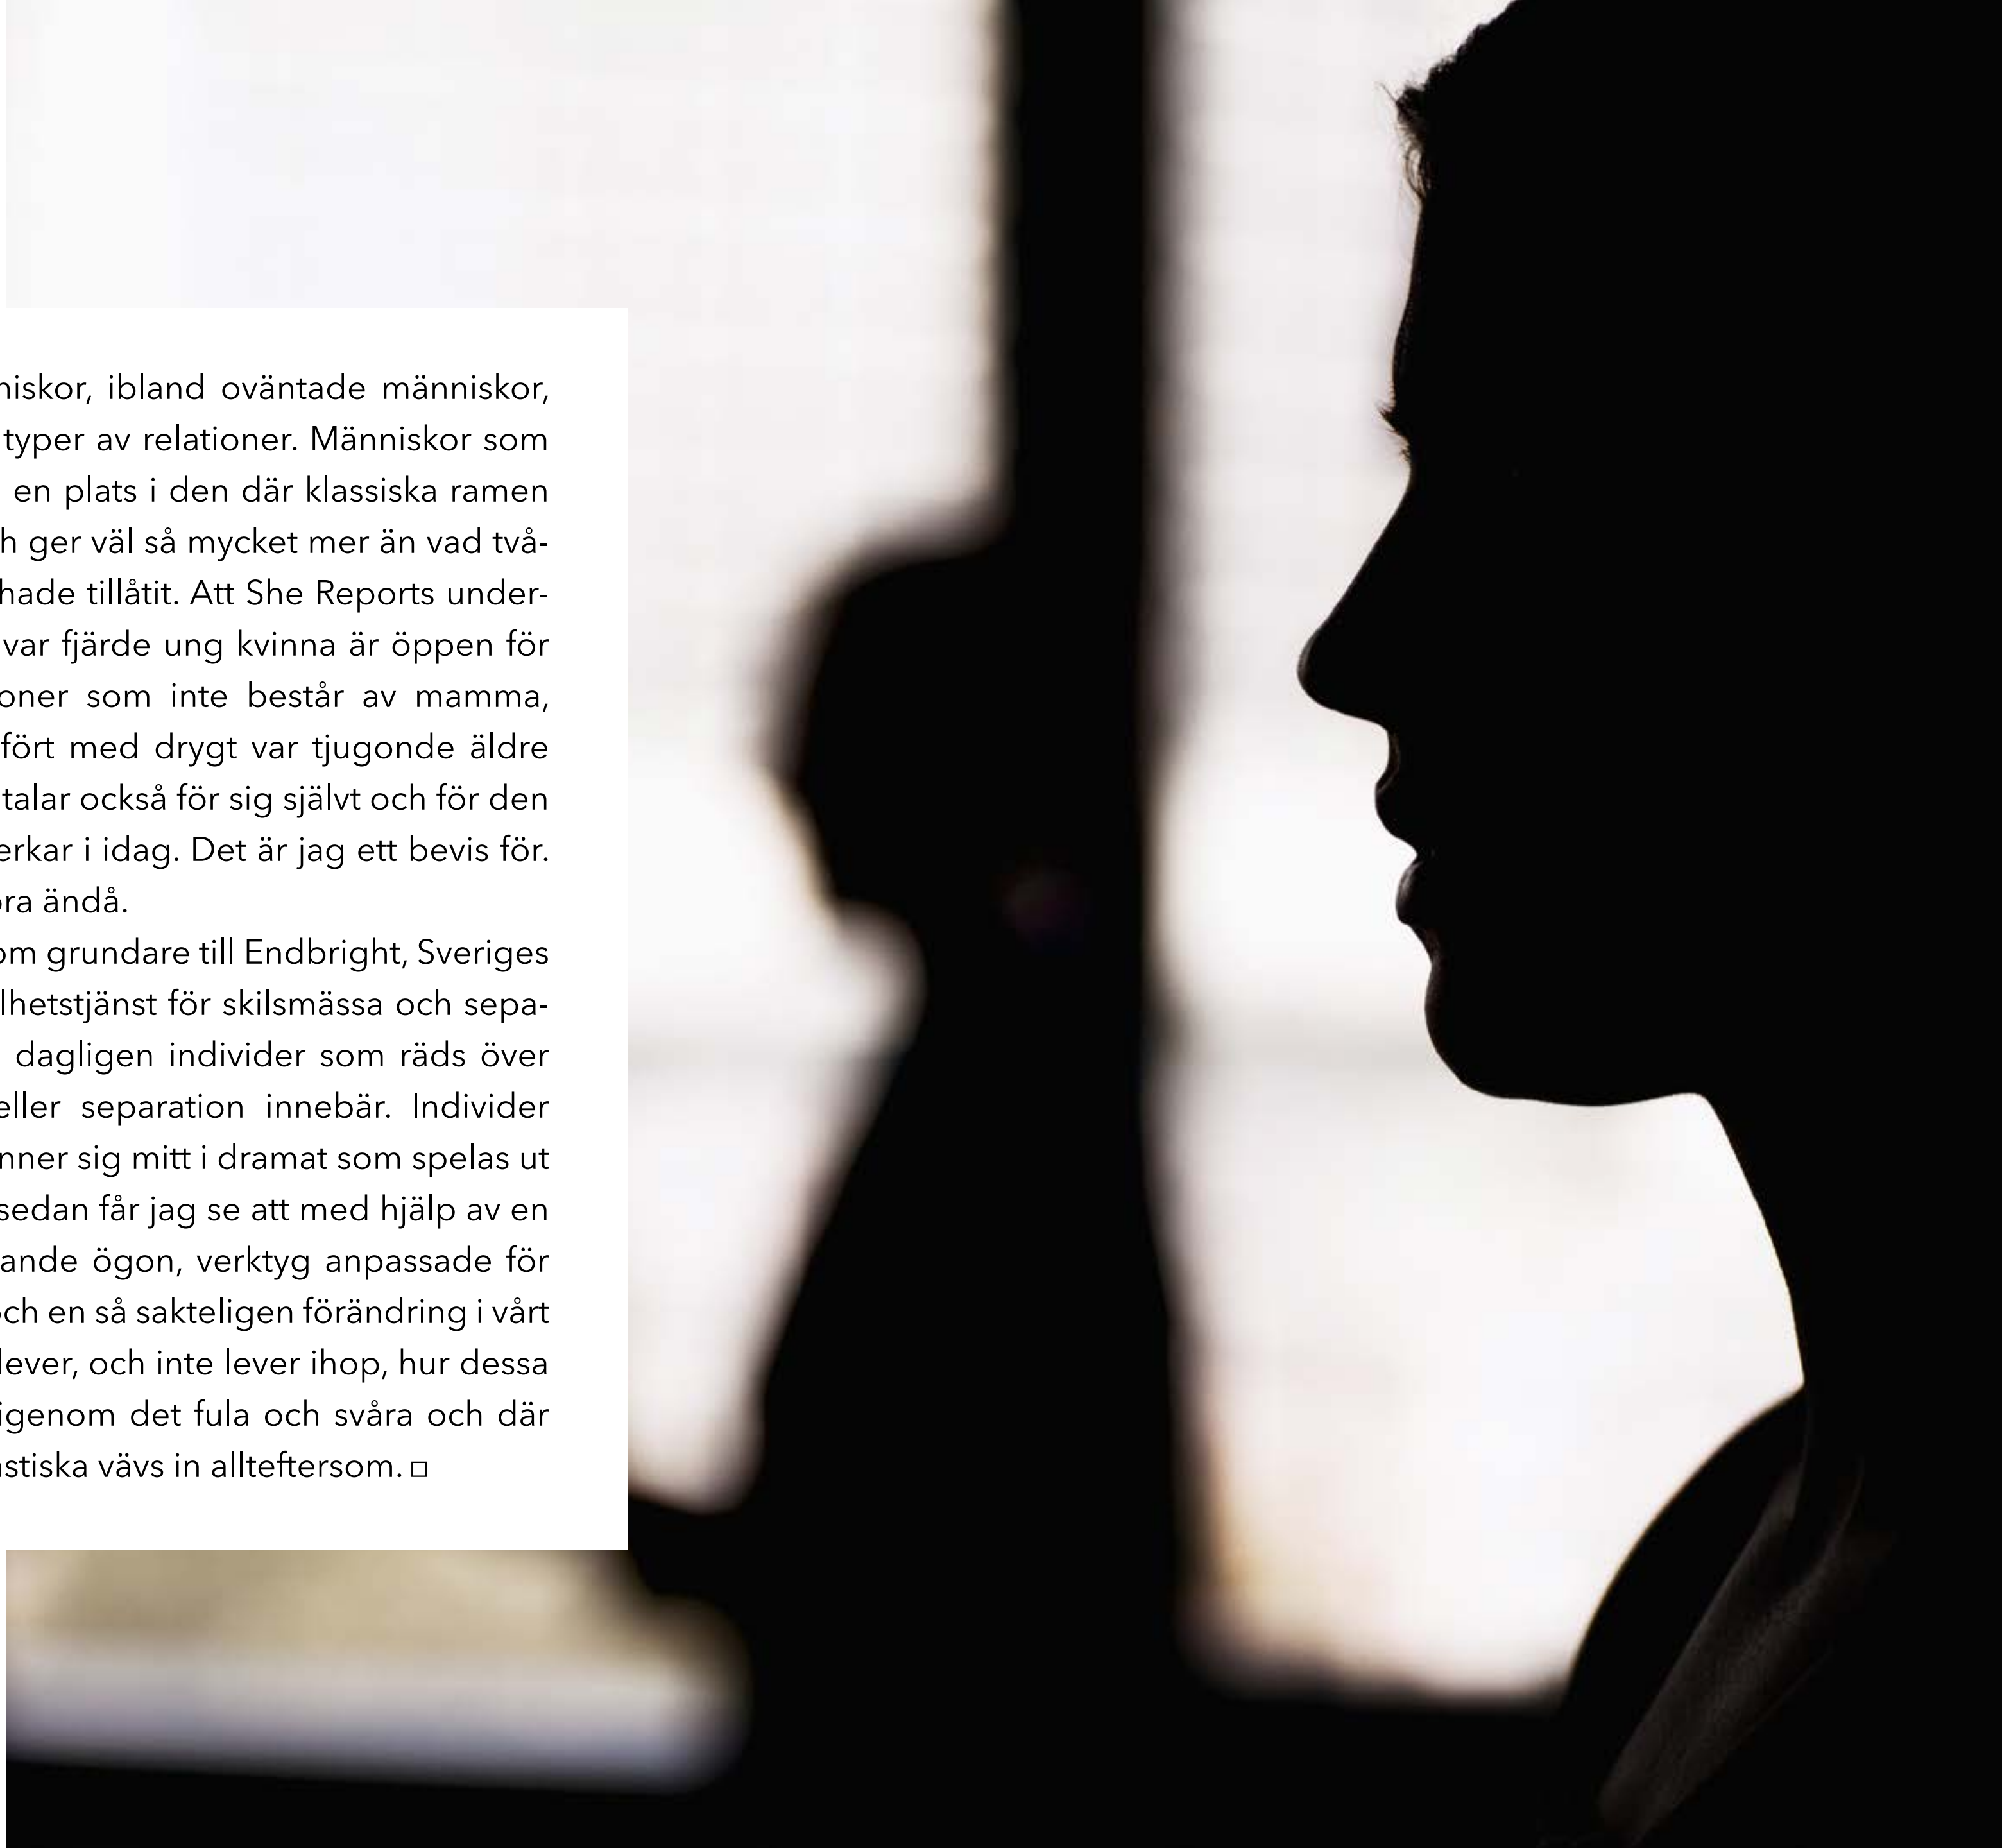 niskor, ibland oväntade människor,
typer av relationer. Människor som
en plats i den där klassiska ramen
h ger väl så mycket mer än vad två-
hade tillåtit. Att She Reports under-
var fjärde ung kvinna är öppen för
oner som inte består av mamma,
fört med drygt var tjugonde äldre
talar också för sig självt och för den
erkar i idag. Det är jag ett bevis för.
ra ändå.
om grundare till Endbright, Sveriges
lhetstjänst för skilsmässa och sepa-
dagligen individer som räds över
eller separation innebär. Individer
nner sig mitt i dramat som spelas ut
sedan får jag se att med hjälp av en
ande ögon, verktyg anpassade för
ch en så sakteligen förändring i vårt
lever, och inte lever ihop, hur dessa
igenom det fula och svåra och där
stiska vävs in allteftersom. □